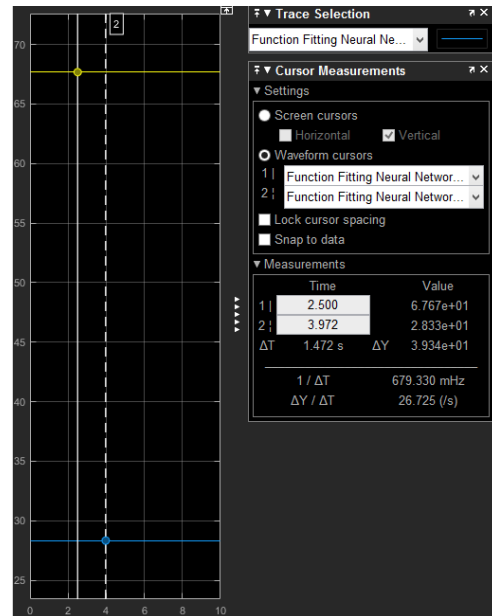 2
70
65
60
55
50
45
40
35
30
25
0 2 4 6 8 10
Trace Selection
Function Fitting Neural Ne...
Cursor Measurements
Settings
Screen cursors
Horizontal Vertical
Waveform cursors
1 | Function Fitting Neural Networ...
2 ¦ Function Fitting Neural Networ...
Lock cursor spacing
Snap to data
Measurements
Time Value
1 | 2.500 6.767e+01
2 ¦ 3.972 2.833e+01
ΔT 1.472 s ΔY 3.934e+01
1 / ΔT 679.330 mHz
ΔY / ΔT 26.725 (/s)